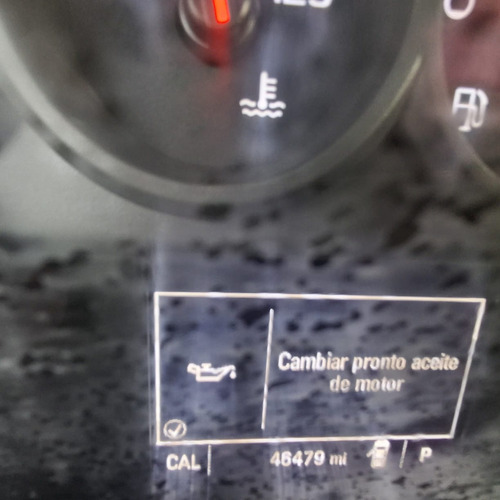 Cambiar pronto aceite
de motor
CAL 46479 mi P